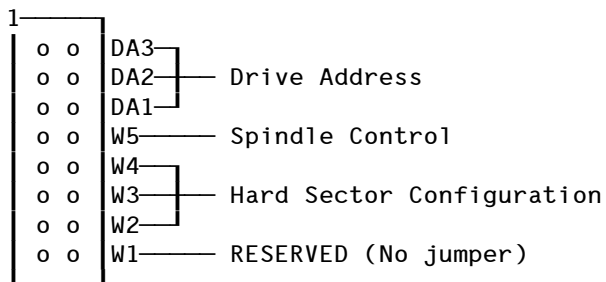 1
o o DA3
o o DA2 Drive Address
o o DA1
o o W5 Spindle Control
o o W4
o o W3 Hard Sector Configuration
o o W2
o o W1 RESERVED (No jumper)